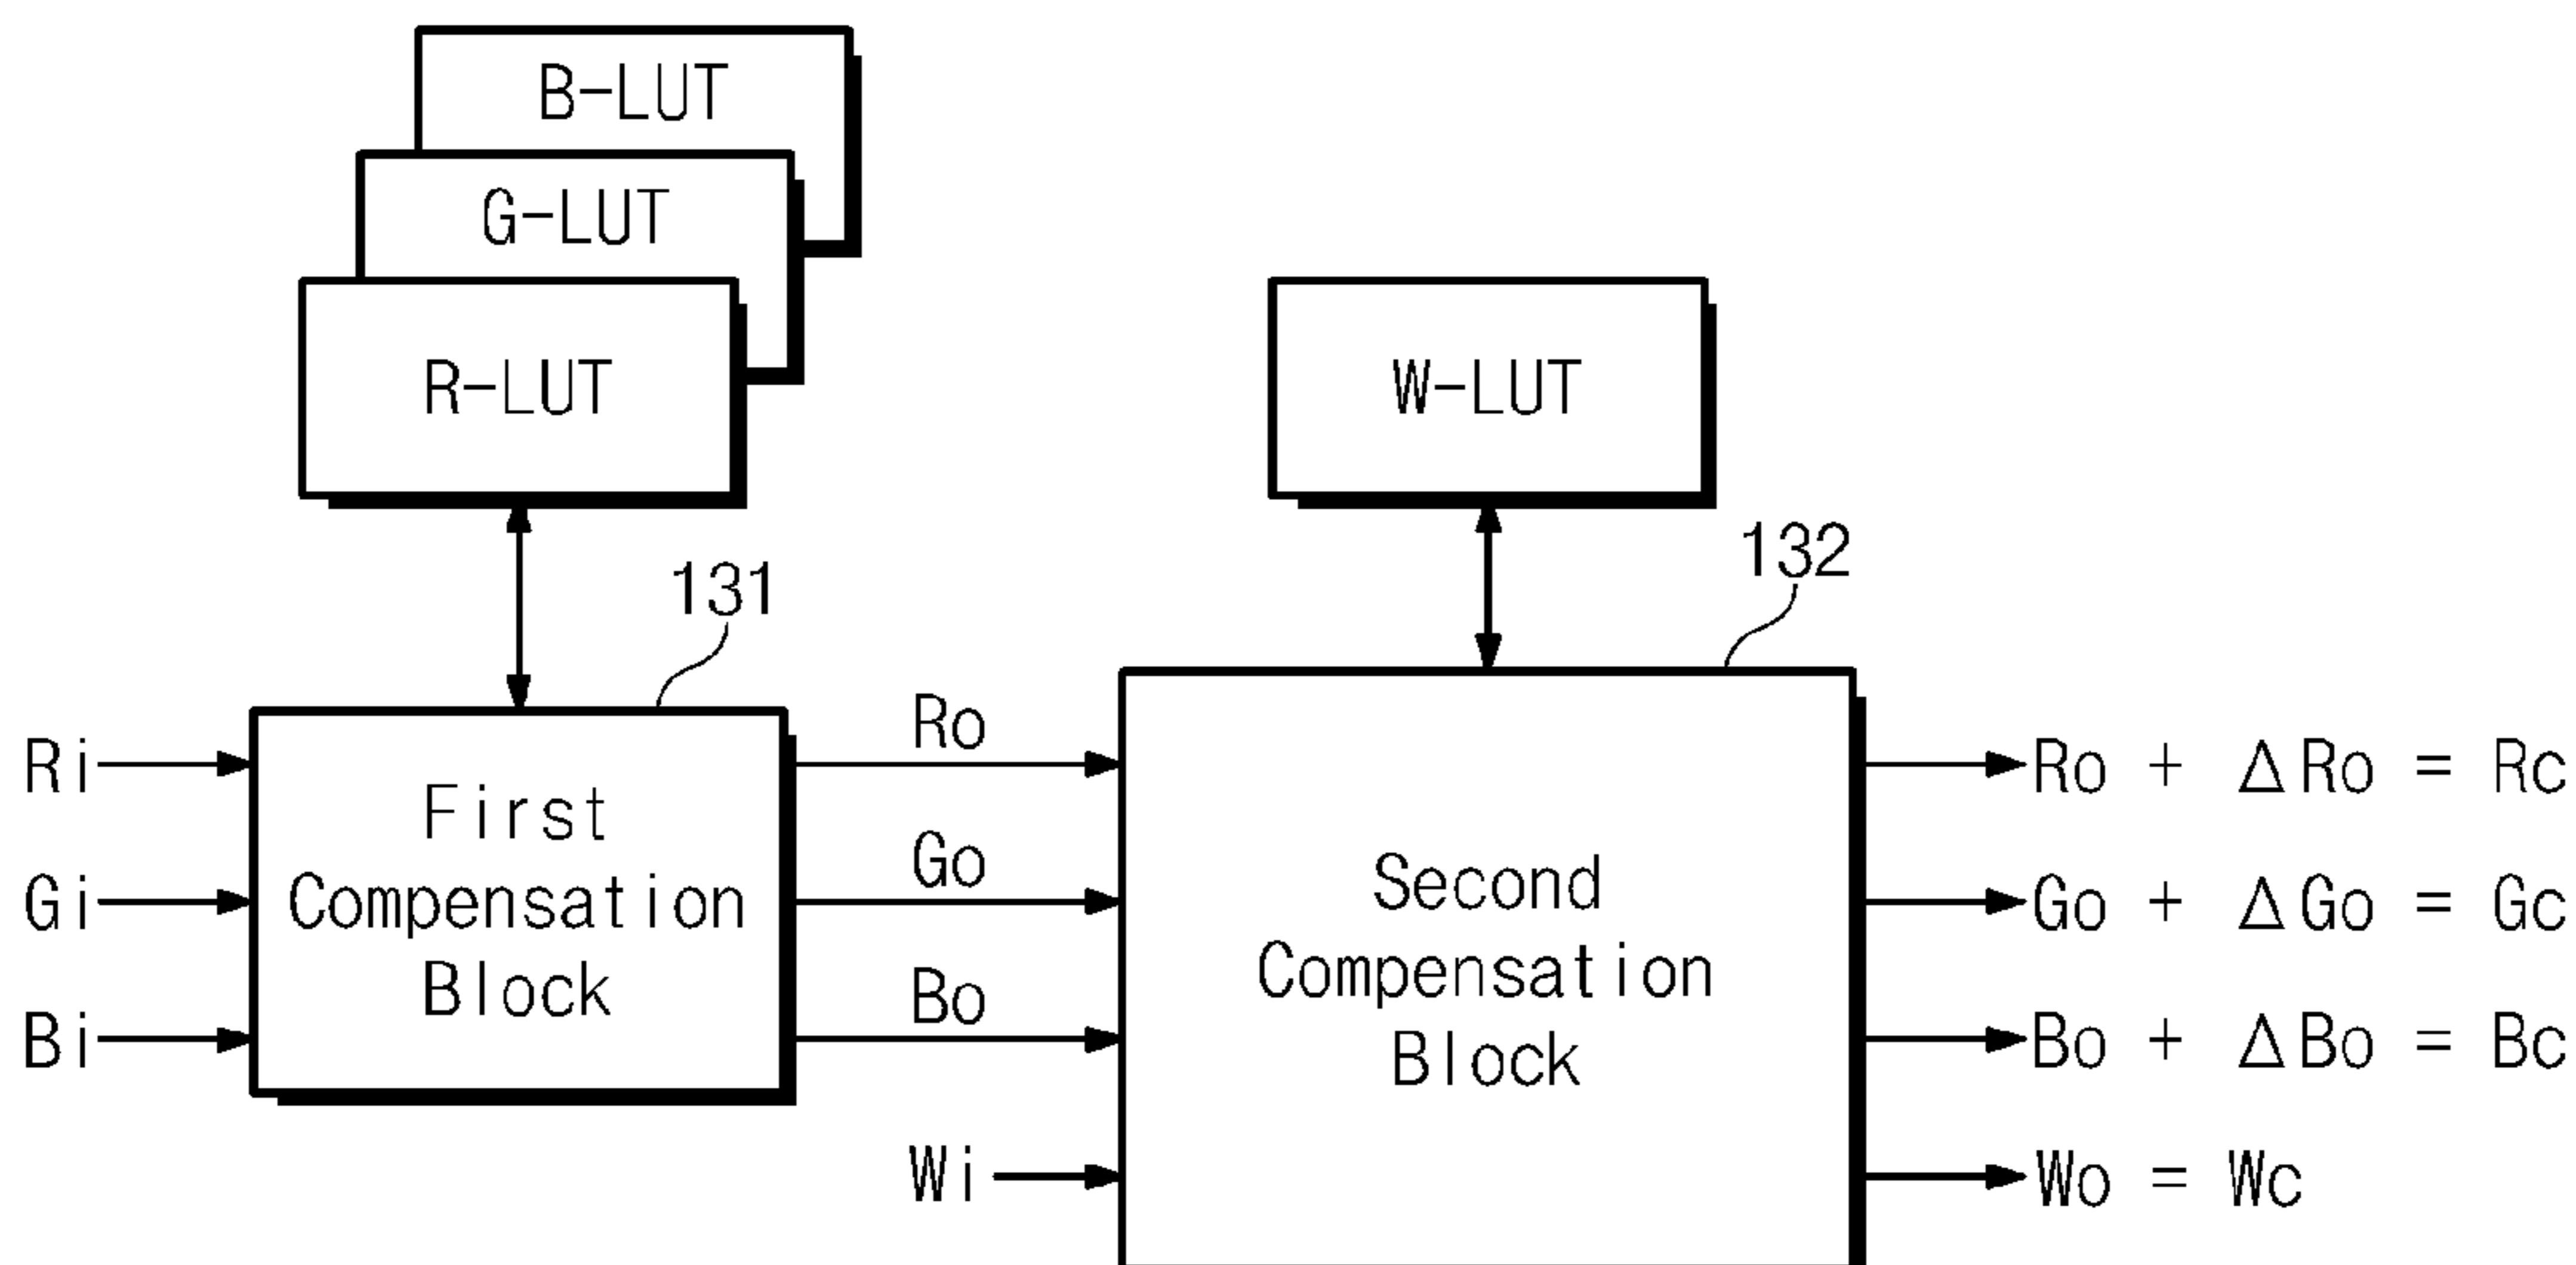 B-LUT
G-LUT
R-LUT
W-LUT
131
132
Ri
Gi
Bi
First
Compensation
Block
Ro
Go
Bo
Wi
Second
Compensation
Block
Ro + ΔRo = Rc
Go + ΔGo = Gc
Bo + ΔBo = Bc
Wo = Wc